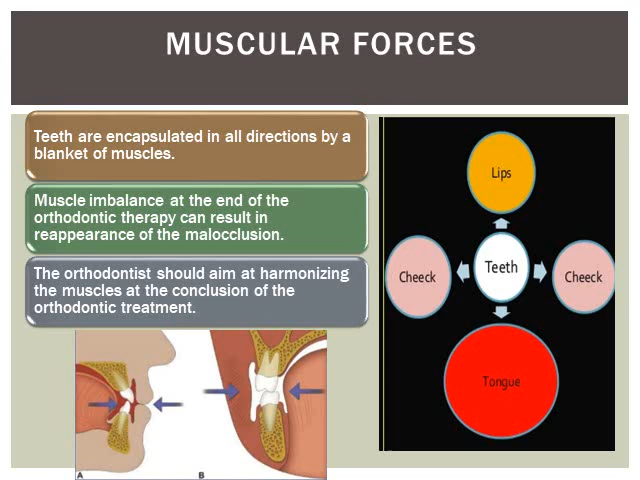 MUSCULAR FORCES
Teeth are encapsulated in all directions by a
blanket of muscles.
Muscle imbalance at the end of the
orthodontic therapy can result in
reappearance of the malocclusion.
The orthodontist should aim at harmonizing
the muscles at the conclusion of the
orthodontic treatment.
Lips
Cheeck
Teeth
Cheeck
Tongue
A
B